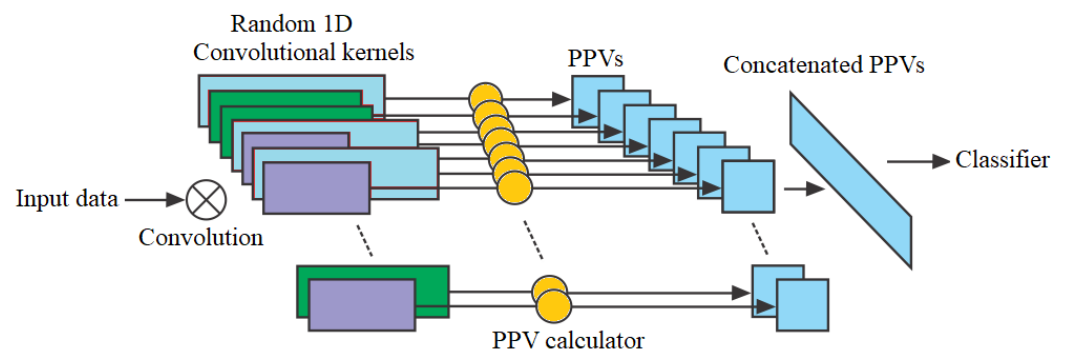 Random 1D
Convolutional kernels
PPVs
Concatenated PPVs
Classifier
Input data
Convolution
PPV calculator